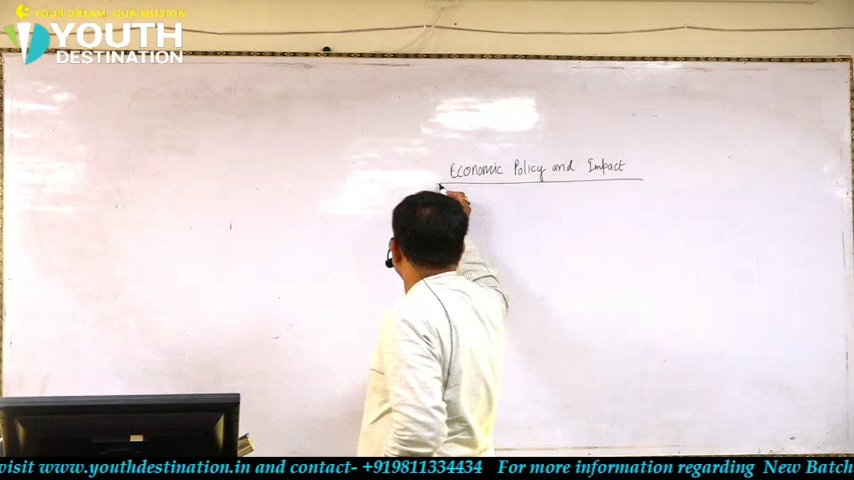 YOUR DREAM, OUR MISSION
YOUTH
DESTINATION
Economic Policy and Impact
visit www.youthdestination.in and contact- +919811334434 For more information regarding New Batch